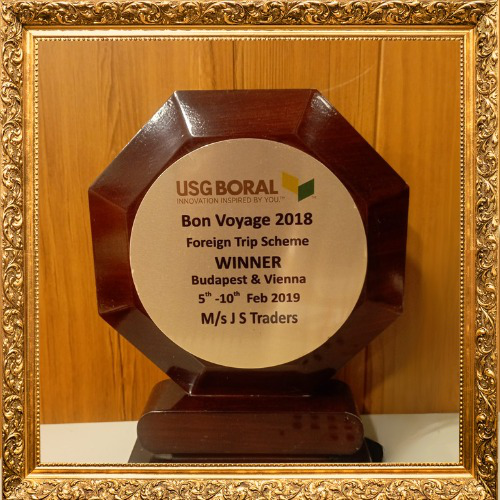 USG BORAL
INNOVATION INSPIRED BY YOU.™
Bon Voyage 2018
Foreign Trip Scheme
WINNER
Budapest & Vienna
5th -10th Feb 2019
M/s J S Traders